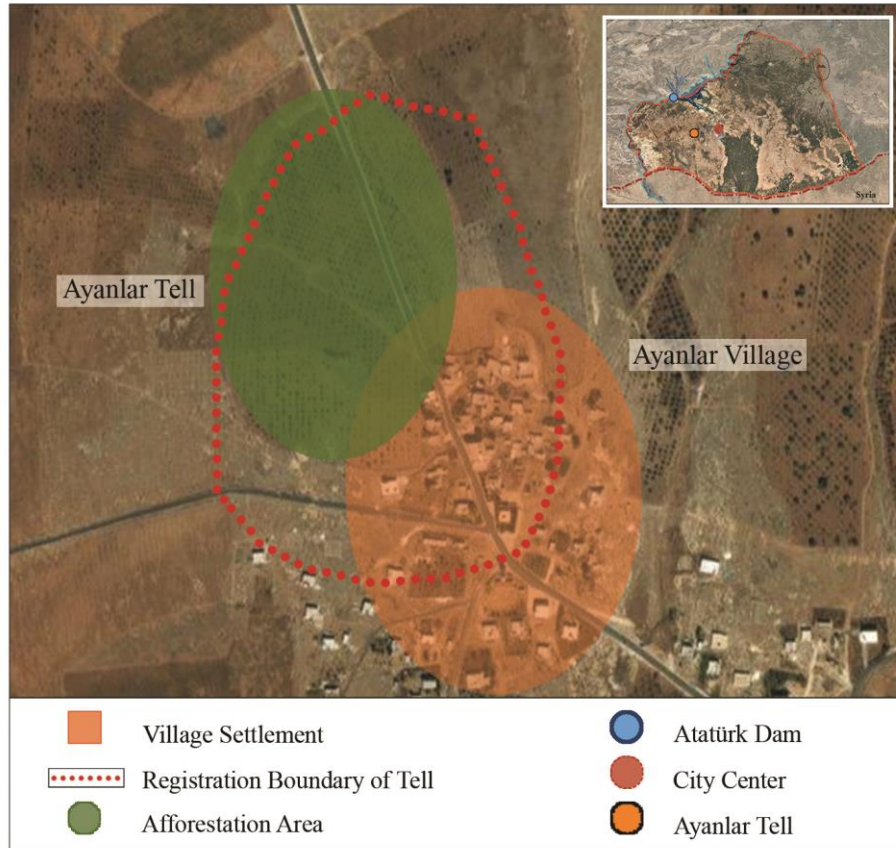 Syria
Ayanlar Tell
Ayanlar Village
Village Settlement
Registration Boundary of Tell
Afforestation Area
Atatürk Dam
City Center
Ayanlar Tell